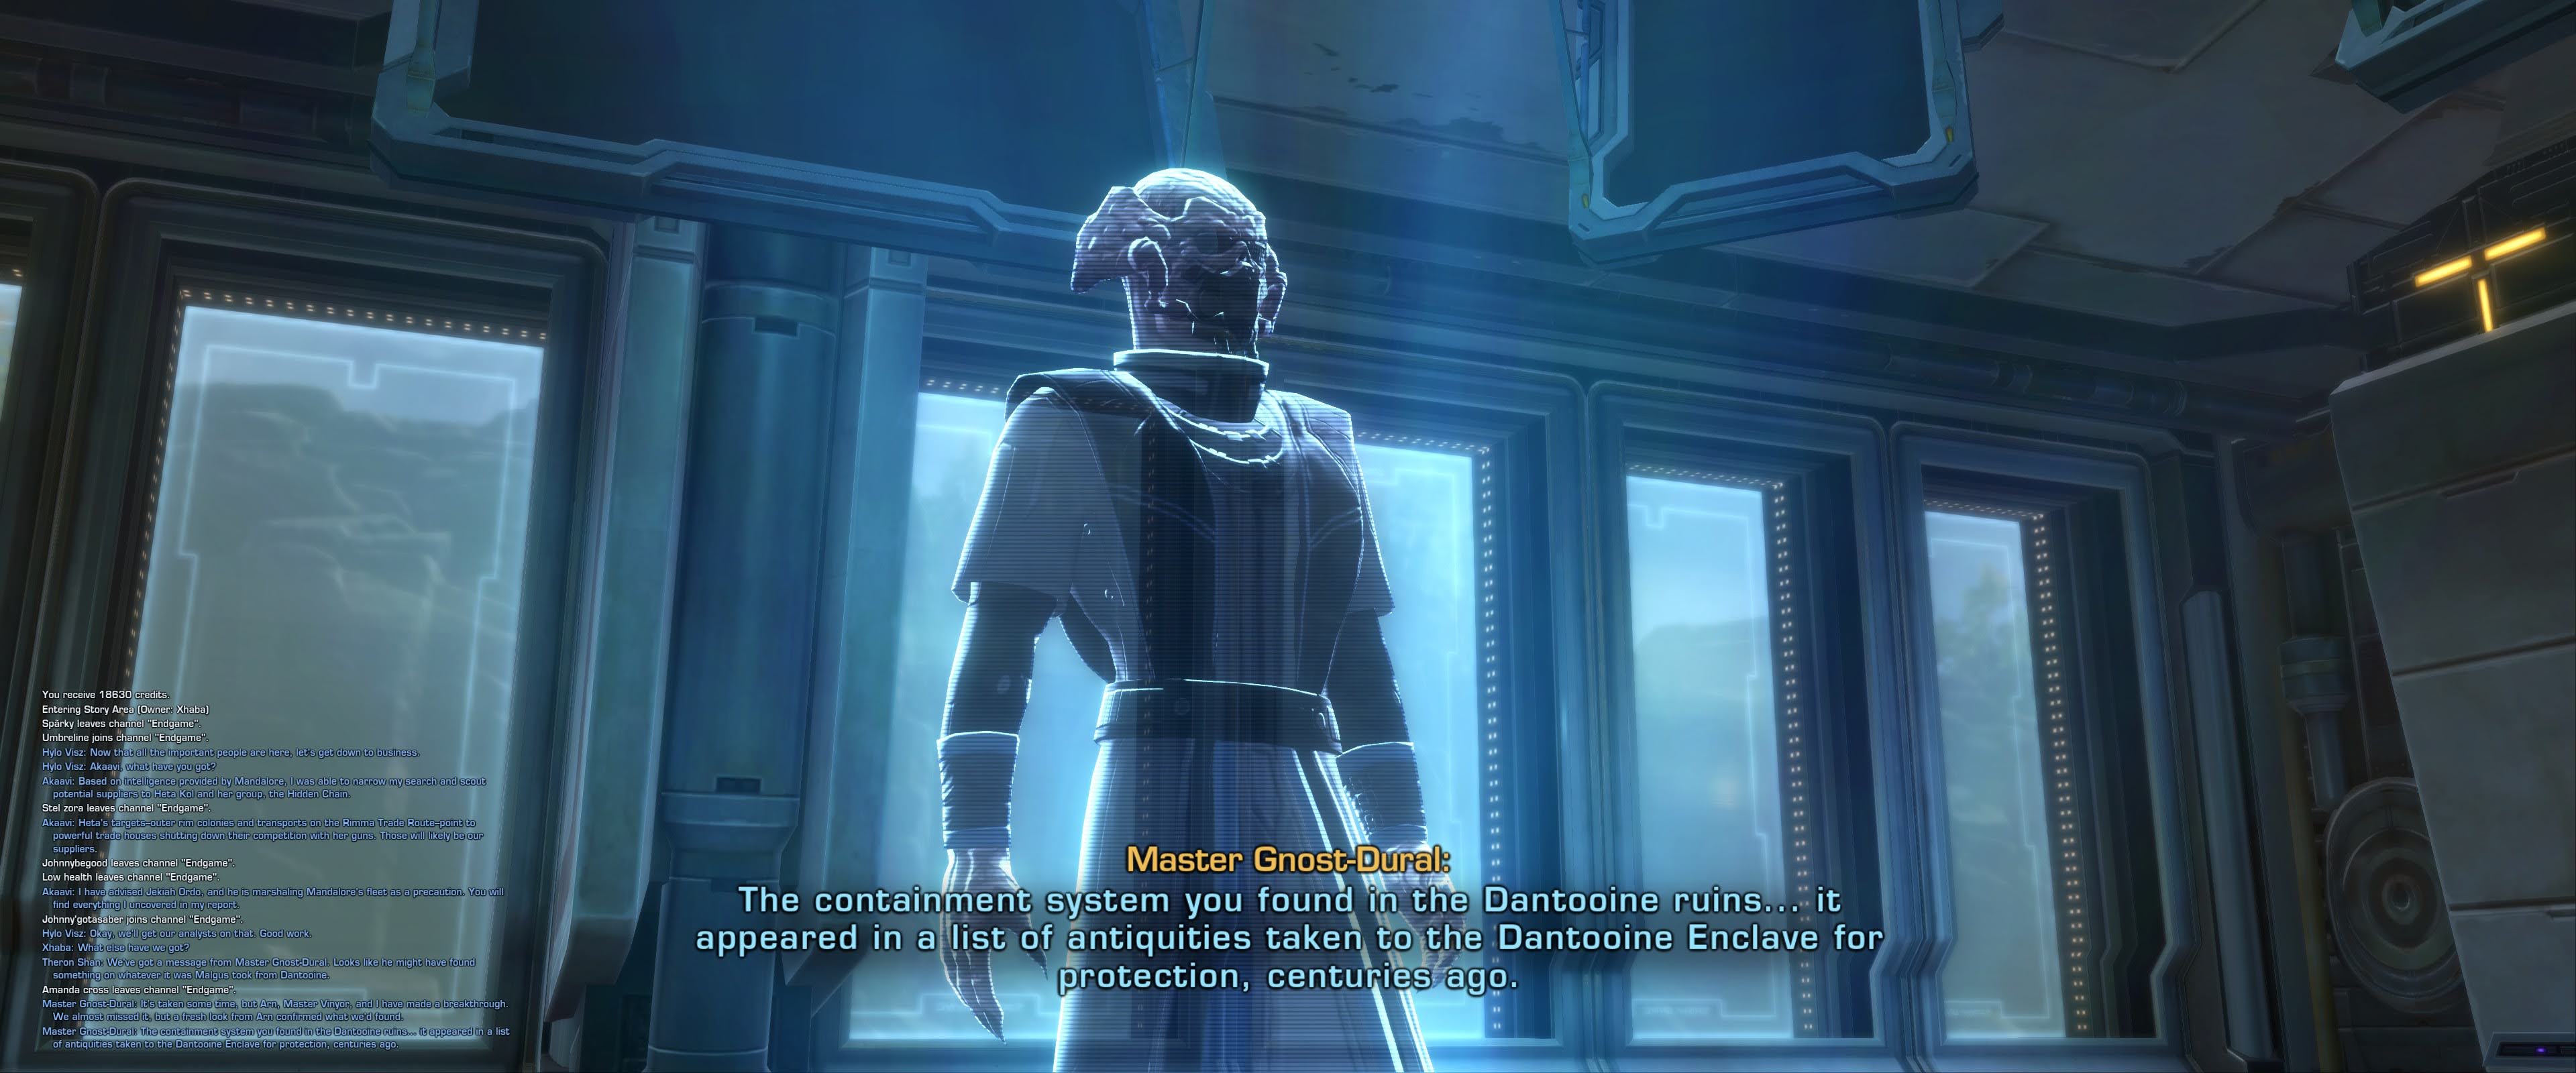 You receive 18630 credits.
Entering Story Area (Owner: Xhaba)
Spârky leaves channel "Endgame".
Umbreline joins channel "Endgame".
Hylo Visz: Now that all the important people are here, let's get down to business.
Hylo Visz: Akaavi, what have you got?
Akaavi: Based on intelligence provided by Mandalore, I was able to narrow my search and scout
potential suppliers to Heta Kol and her group, the Hidden Chain.
Stel zora leaves channel "Endgame".
Akaavi: Heta's targets–outer rim colonies and transports on the Rimma Trade Route–point to
powerful trade houses shutting down their competition with her guns. Those will likely be our
suppliers.
Johnnybegood leaves channel "Endgame".
Low health leaves channel "Endgame".
Akaavi: I have advised Jekiah Ordo, and he is marshaling Mandalore's fleet as a precaution. You will
find everything I uncovered in my report.
Johnny'gotasaber joins channel "Endgame".
Hylo Visz: Okay, we'll get our analysts on that. Good work.
Xhaba: What else have we got?
Theron Shan: We've got a message from Master Gnost-Dural. Looks like he might have found
something on whatever it was Malgus took from Dantooine.
Amanda cross leaves channel "Endgame".
Master Gnost-Dural: It's taken some time, but Arn, Master Vinyor, and I have made a breakthrough.
We almost missed it, but a fresh look from Arn confirmed what we'd found.
Master Gnost-Dural: The containment system you found in the Dantooine ruins... it appeared in a list
of antiquities taken to the Dantooine Enclave for protection, centuries ago.
Master Gnost-Dural:
The containment system you found in the Dantooine ruins... it
appeared in a list of antiquities taken to the Dantooine Enclave for
protection, centuries ago.